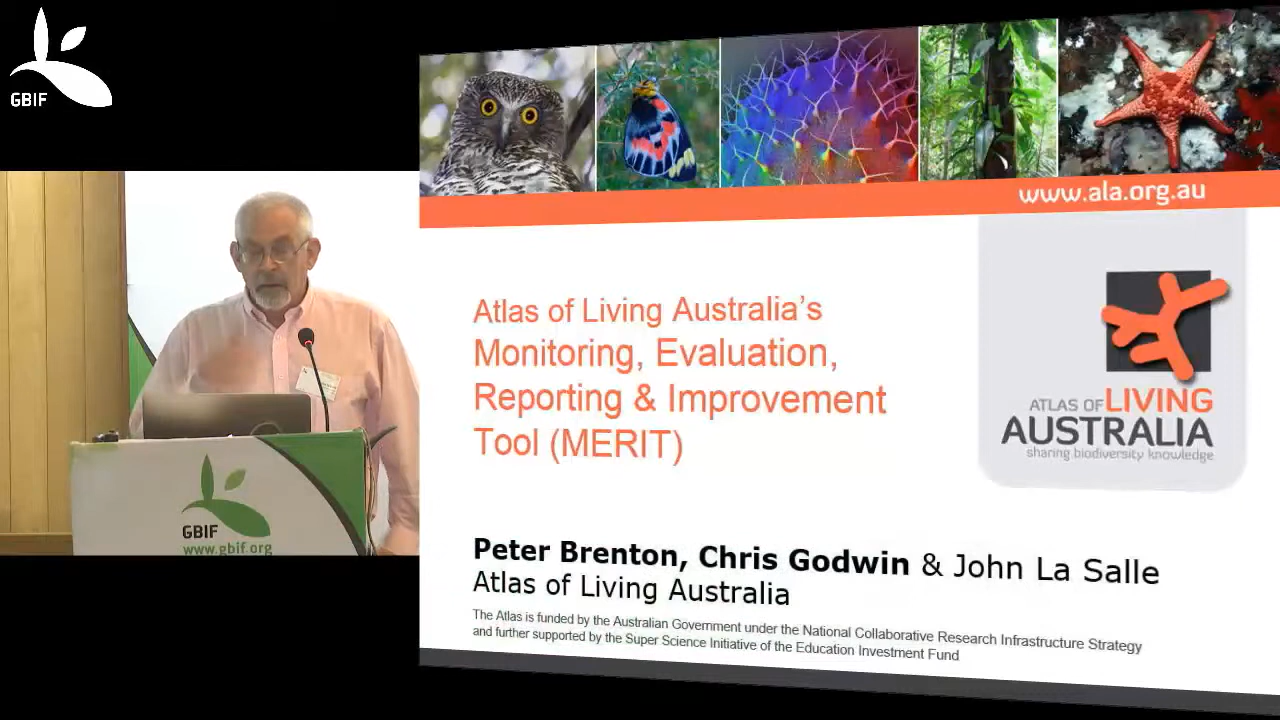 GBIF
www.ala.org.au
Atlas of Living Australia's
Monitoring, Evaluation,
Reporting & Improvement
Tool (MERIT)
ATLAS OF LIVING
AUSTRALIA
sharing biodiversity knowledge
Peter Brenton, Chris Godwin & John La Salle
Atlas of Living Australia
The Atlas is funded by the Australian Government under the National Collaborative Research Infrastructure Strategy
and further supported by the Super Science Initiative of the Education Investment Fund
GBIF
www.gbif.org